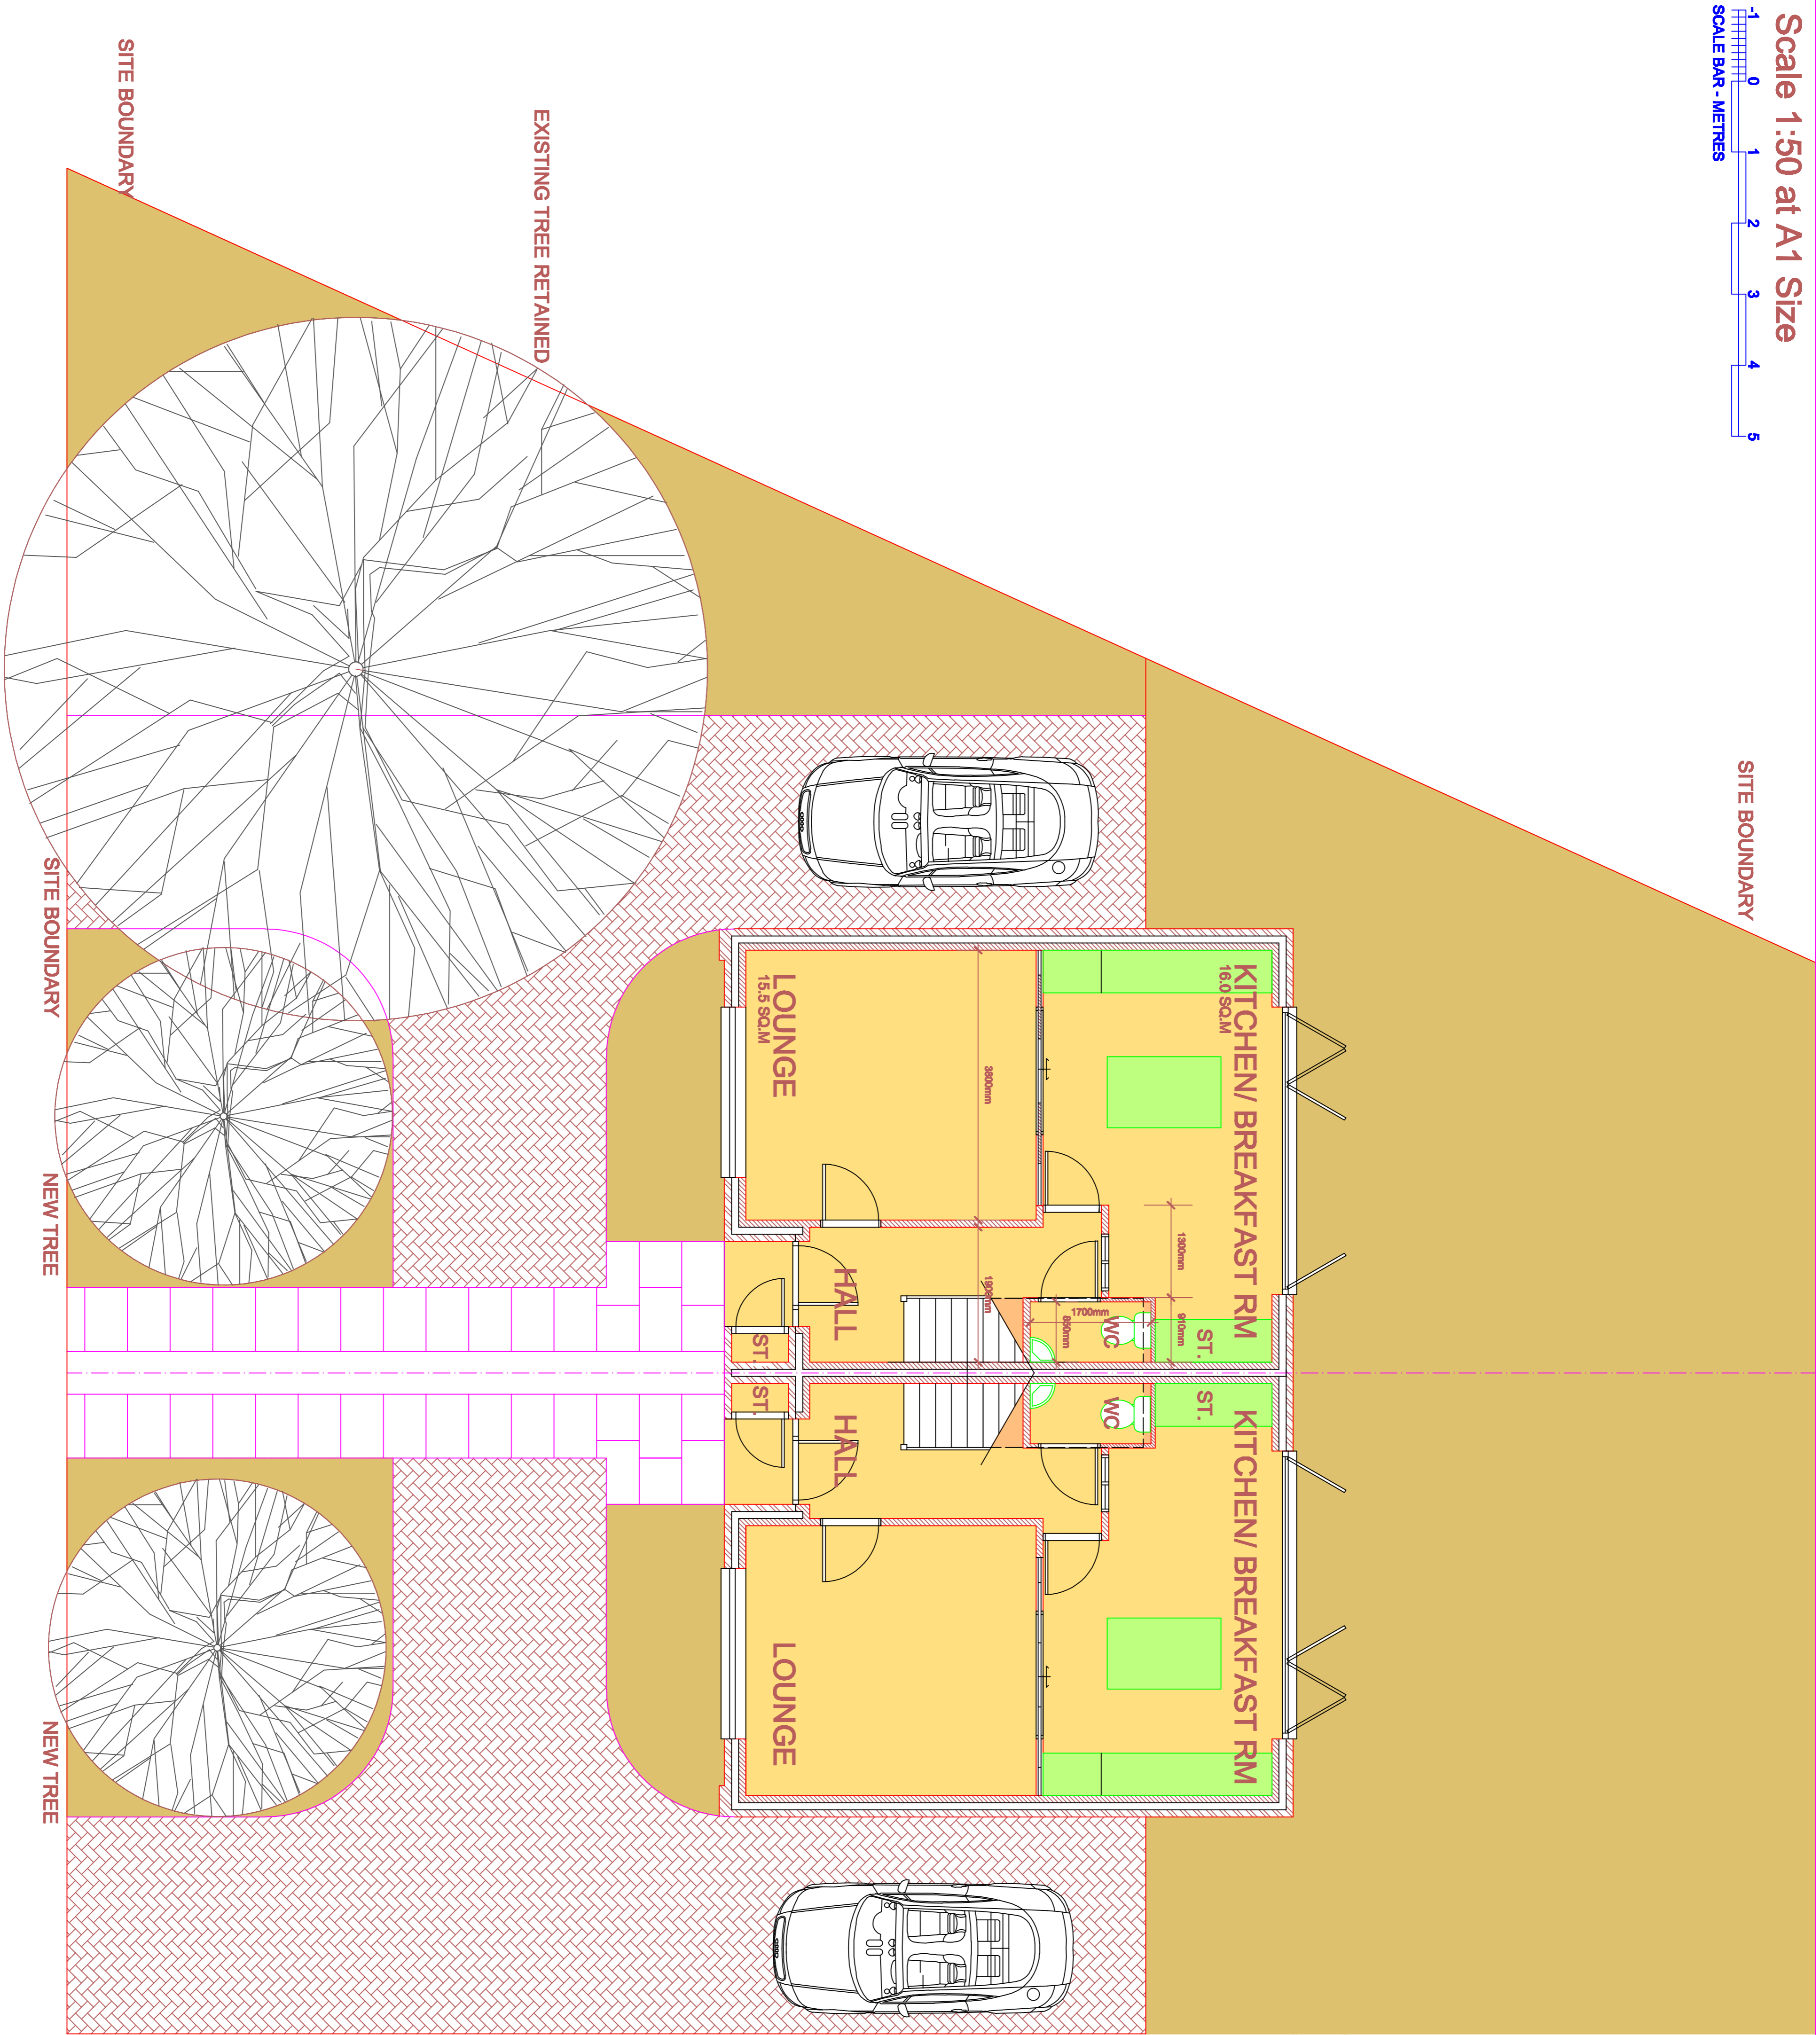 Scale 1:50 at A1 Size
-1 0 1 2 3 4 5
SCALE BAR - METRES
SITE BOUNDARY
KITCHEN/ BREAKFAST RM
16.0 SQ.M
KITCHEN/ BREAKFAST RM
ST.
ST.
1300mm
910mm
WC
WC
1700mm
850mm
3800mm
1909mm
HALL
HALL
LOUNGE
15.5 SQ.M
LOUNGE
ST.
ST.
EXISTING TREE RETAINED
SITE BOUNDARY
SITE BOUNDARY
NEW TREE
NEW TREE